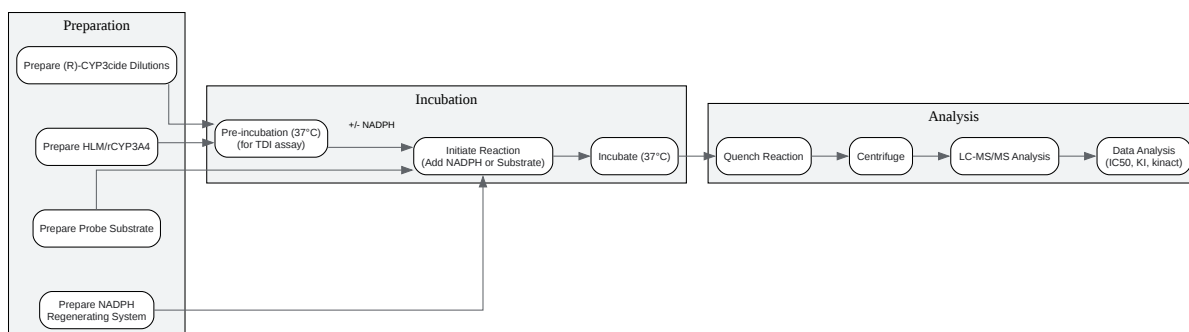 Preparation
Prepare (R)-CYP3cide Dilutions
Prepare HLM/rCYP3A4
Prepare Probe Substrate
Prepare NADPH
Regenerating System
Incubation
Pre-incubation (37°C)
(for TDI assay)
+/- NADPH
Initiate Reaction
(Add NADPH or Substrate)
Incubate (37°C)
Analysis
Quench Reaction
Centrifuge
LC-MS/MS Analysis
Data Analysis
(IC50, KI, kinact)